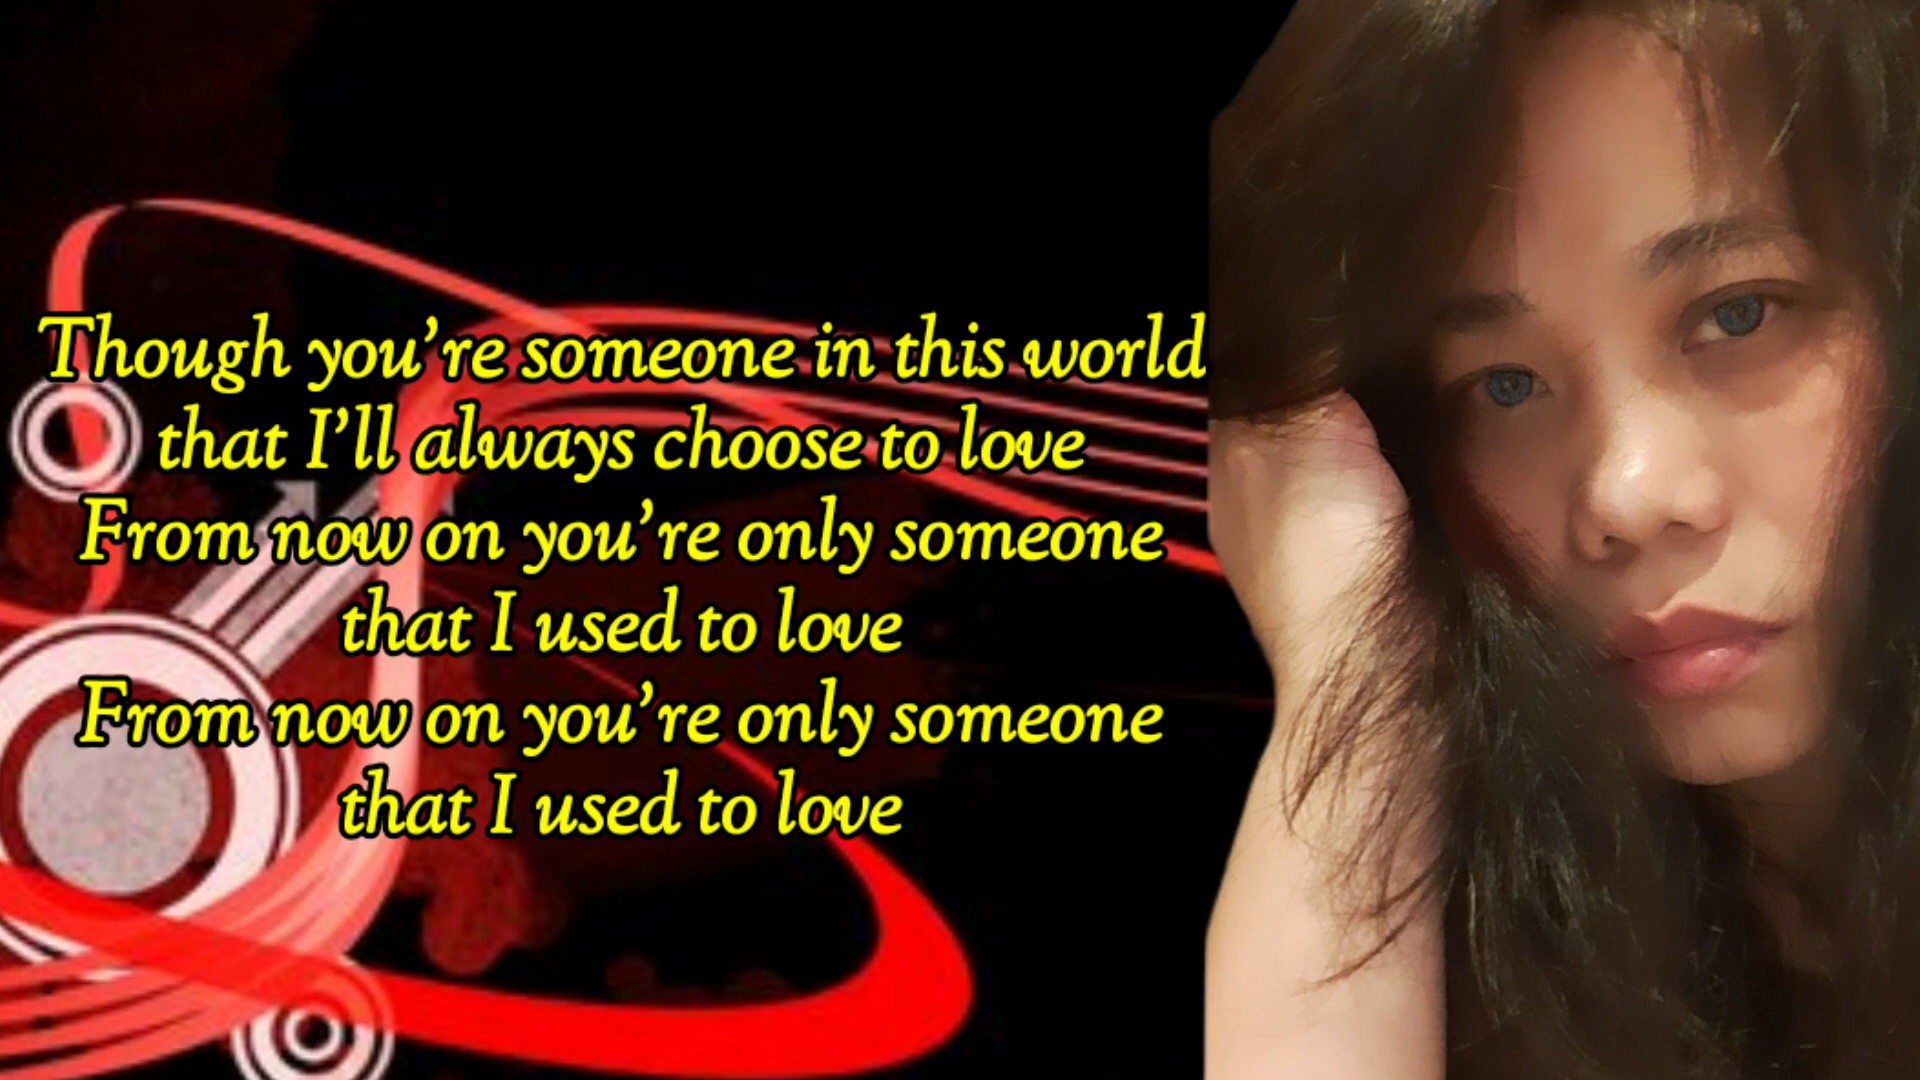 Though you’re someone in this world
that I’ll always choose to love
From now on you’re only someone
that I used to love
From now on you’re only someone
that I used to love